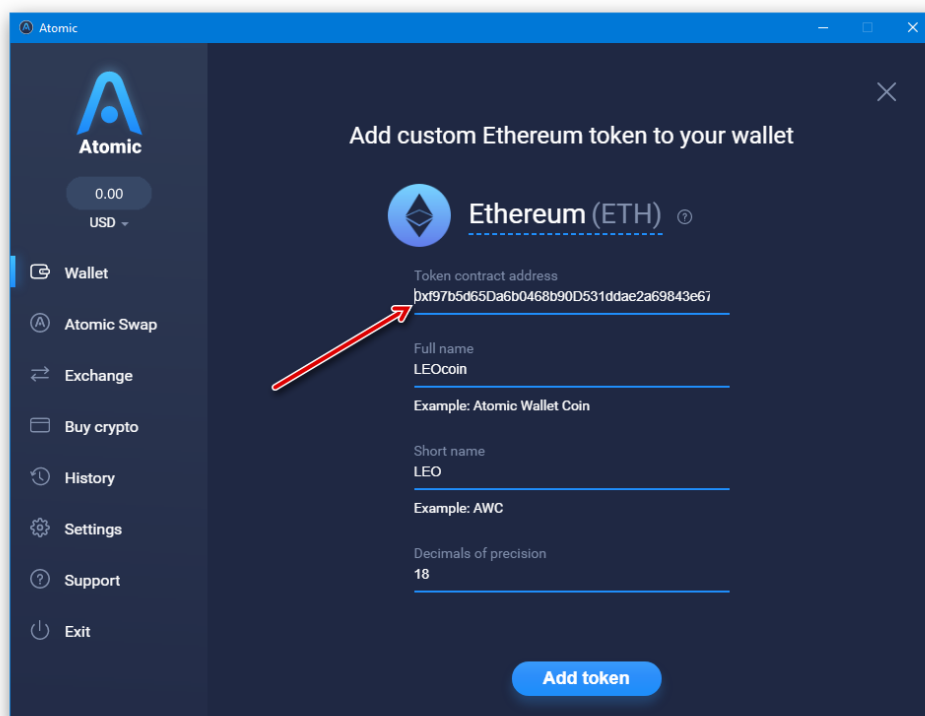 Atomic
Atomic
0.00
USD
Wallet
Atomic Swap
Exchange
Buy crypto
History
Settings
Support
Exit
Add custom Ethereum token to your wallet
Ethereum (ETH) ?
Token contract address
0xf97b5d65Da6b0468b90D531ddae2a69843e67
Full name
LEOcoin
Example: Atomic Wallet Coin
Short name
LEO
Example: AWC
Decimals of precision
18
Add token